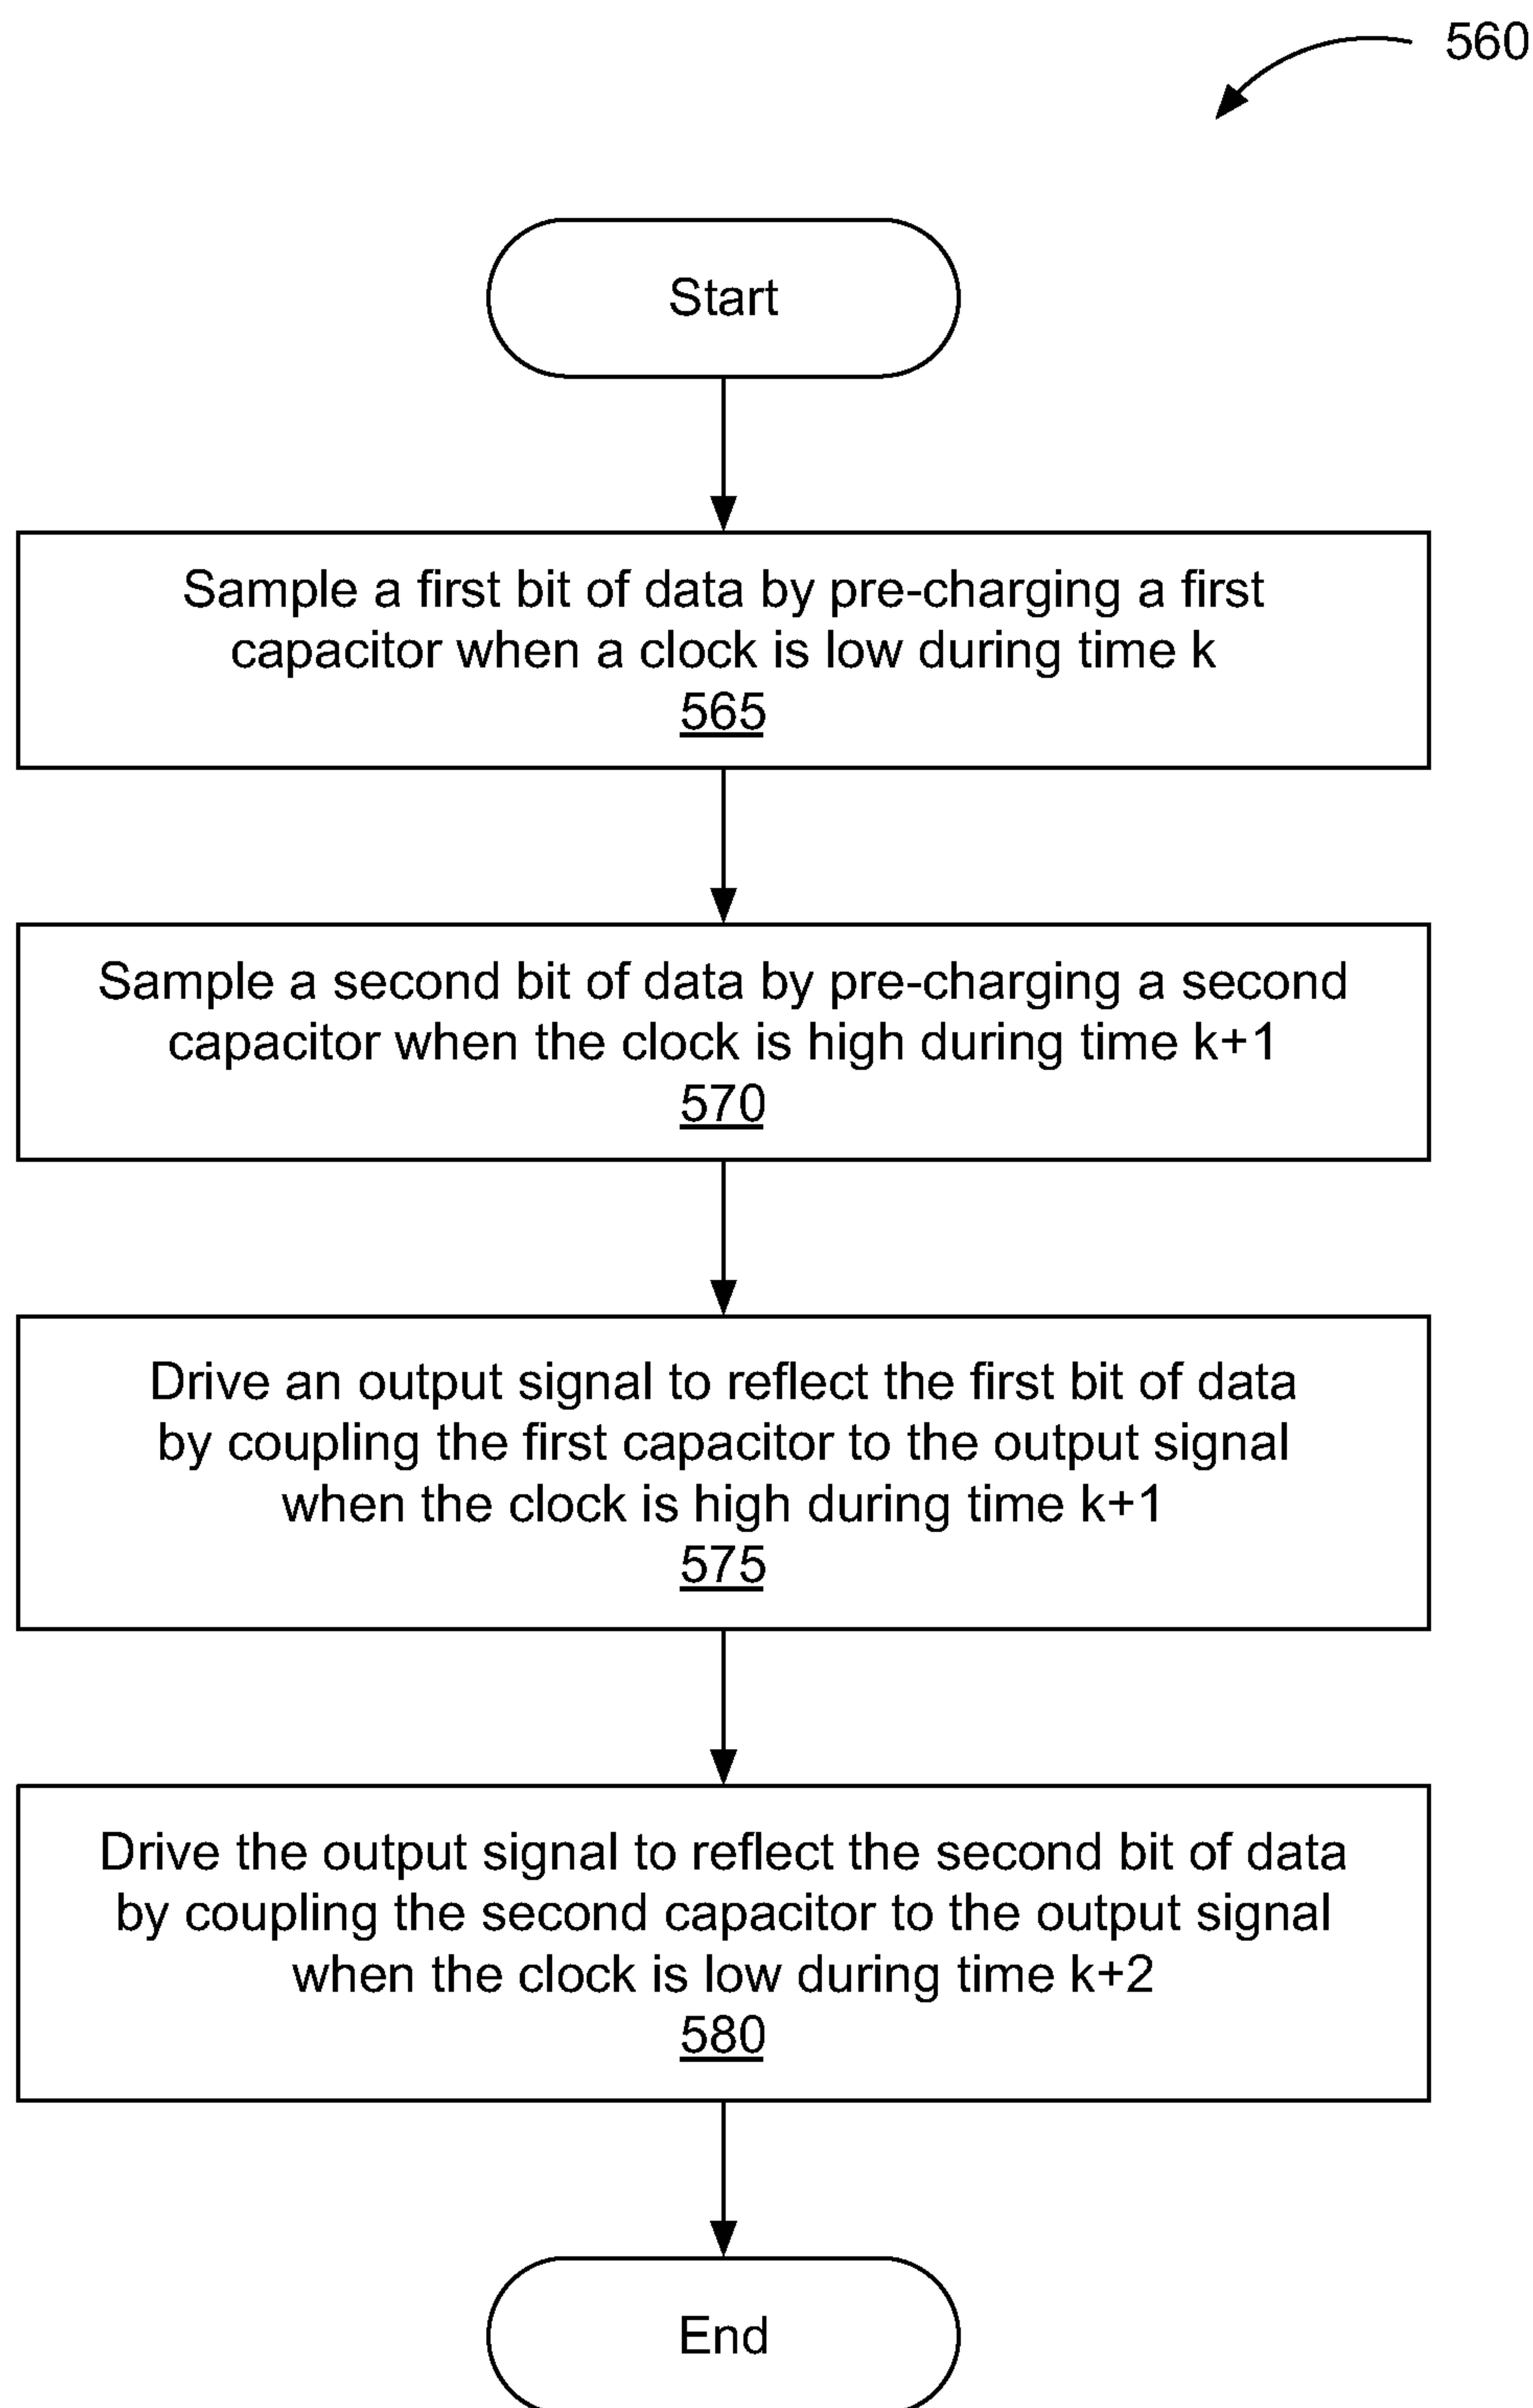 560
Start
Sample a first bit of data by pre-charging a first
capacitor when a clock is low during time k
565
Sample a second bit of data by pre-charging a second
capacitor when the clock is high during time k+1
570
Drive an output signal to reflect the first bit of data
by coupling the first capacitor to the output signal
when the clock is high during time k+1
575
Drive the output signal to reflect the second bit of data
by coupling the second capacitor to the output signal
when the clock is low during time k+2
580
End